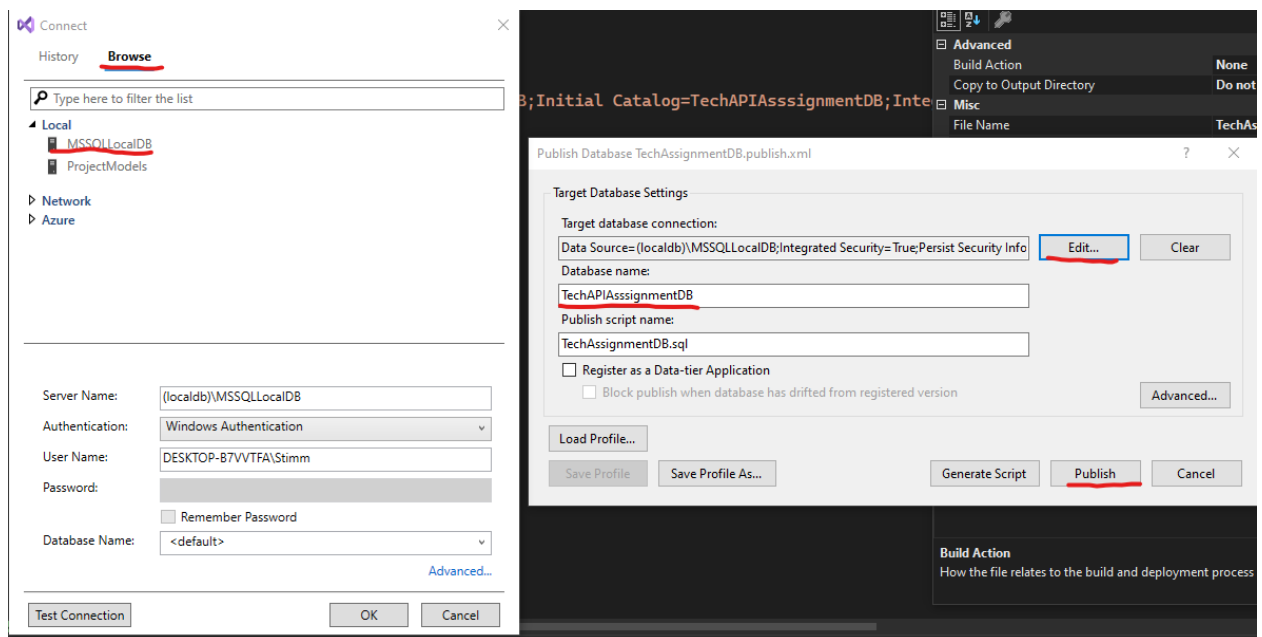 Connect
History Browse
Type here to filter the list
Local
MSSQLLocalDB
ProjectModels
Network
Azure
Server Name: (localdb)\MSSQLLocalDB
Authentication: Windows Authentication
User Name: DESKTOP-B7VVTFA\Stimm
Password:
Remember Password
Database Name: <default>
Advanced...
Test Connection OK Cancel
B;Initial Catalog=TechAPIAsssignmentDB;Inte
Advanced
Build Action None
Copy to Output Directory Do not
Misc
File Name TechAs
Publish Database TechAssignmentDB.publish.xml ?
Target Database Settings
Target database connection:
Data Source=(localdb)\MSSQLLocalDB;Integrated Security=True;Persist Security Info Edit... Clear
Database name:
TechAPIAsssignmentDB
Publish script name:
TechAssignmentDB.sql
Register as a Data-tier Application
Block publish when database has drifted from registered version
Advanced...
Load Profile...
Save Profile Save Profile As... Generate Script Publish Cancel
Build Action
How the file relates to the build and deployment process